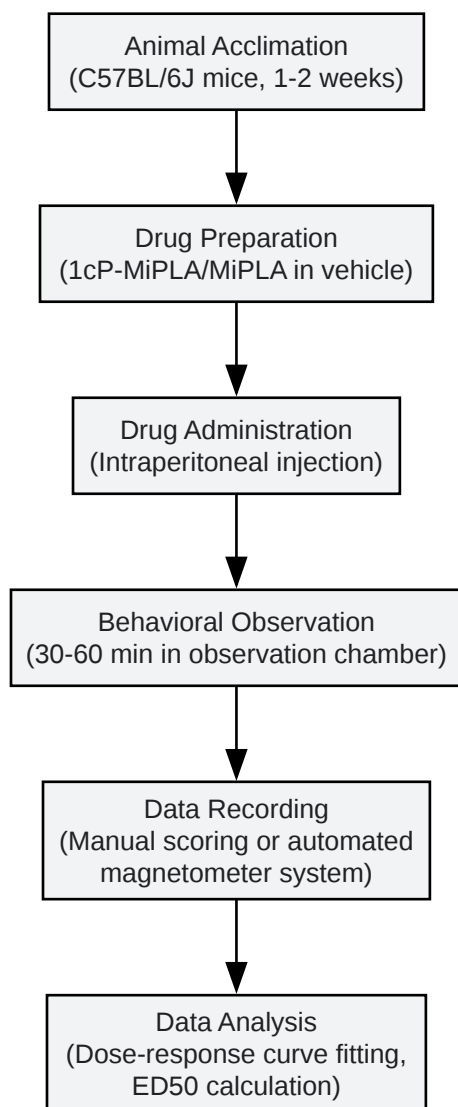 Animal Acclimation
(C57BL/6J mice, 1-2 weeks)
Drug Preparation
(1cP-MiPLA/MiPLA in vehicle)
Drug Administration
(Intraperitoneal injection)
Behavioral Observation
(30-60 min in observation chamber)
Data Recording
(Manual scoring or automated
magnetometer system)
Data Analysis
(Dose-response curve fitting,
ED50 calculation)